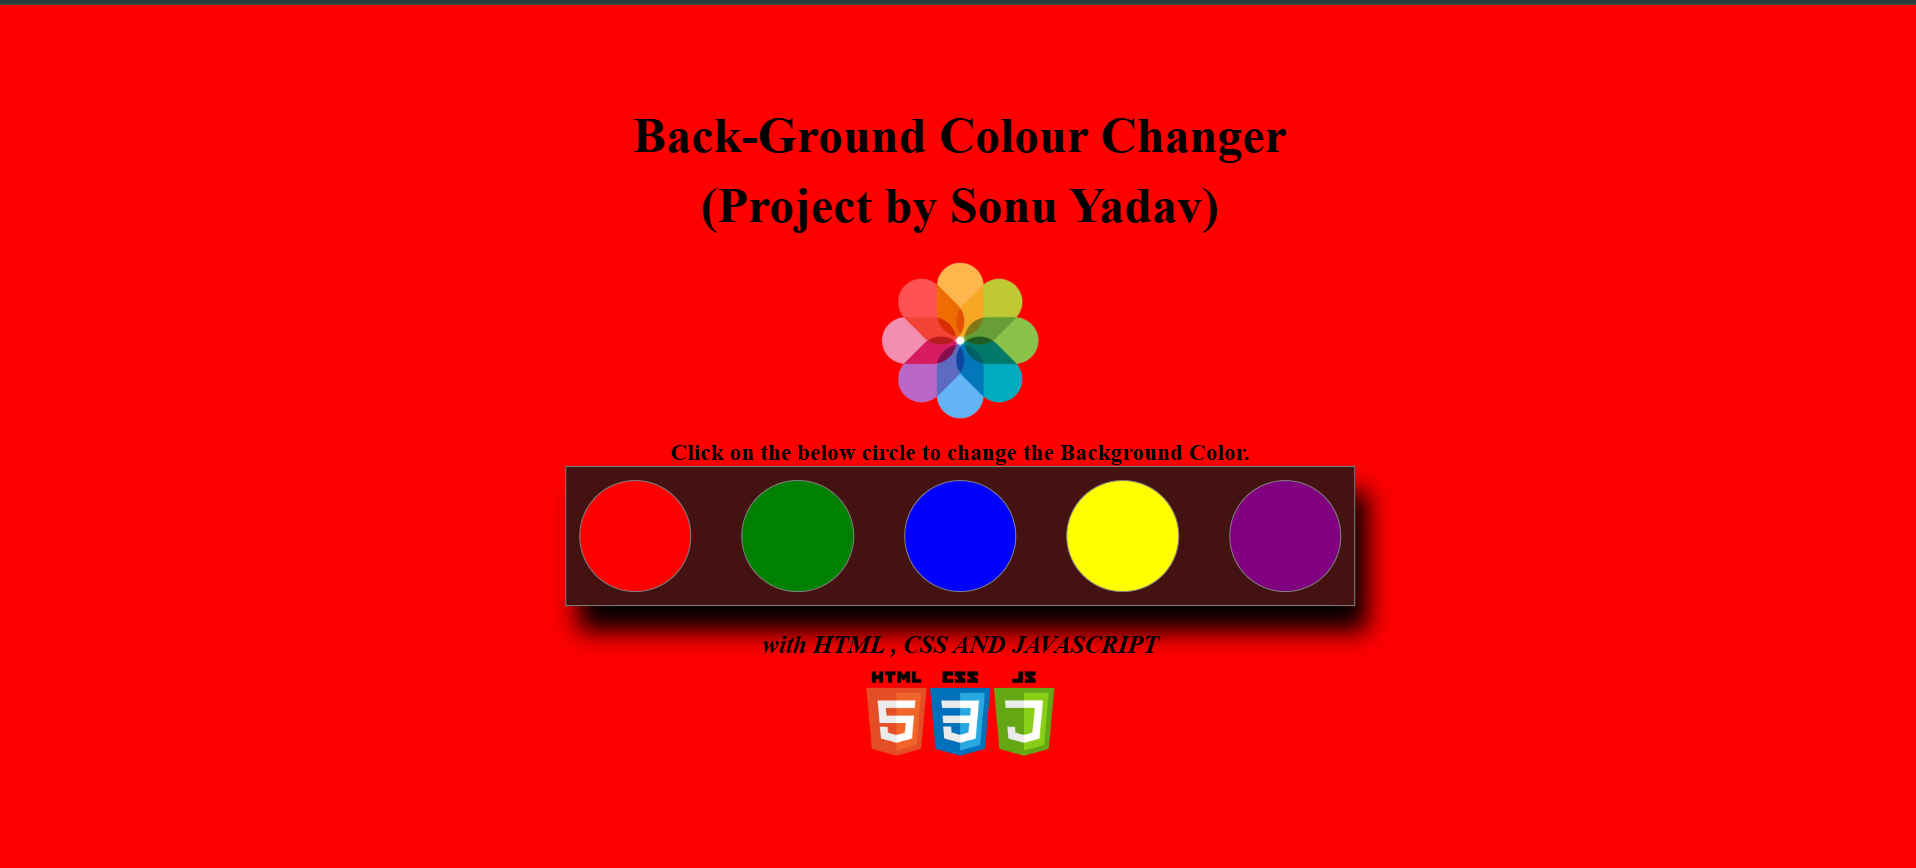 Back-Ground Colour Changer
(Project by Sonu Yadav)
Click on the below circle to change the Background Color.
with HTML , CSS AND JAVASCRIPT
HTML CSS JS
5 3 J